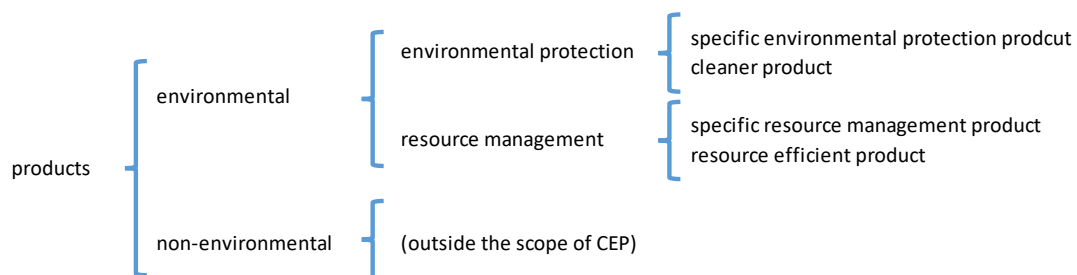 specific environmental protection prodcut
environmental protection
cleaner product
environmental
specific resource management product
resource management
resource efficient product
products
non-environmental
(outside the scope of CEP)